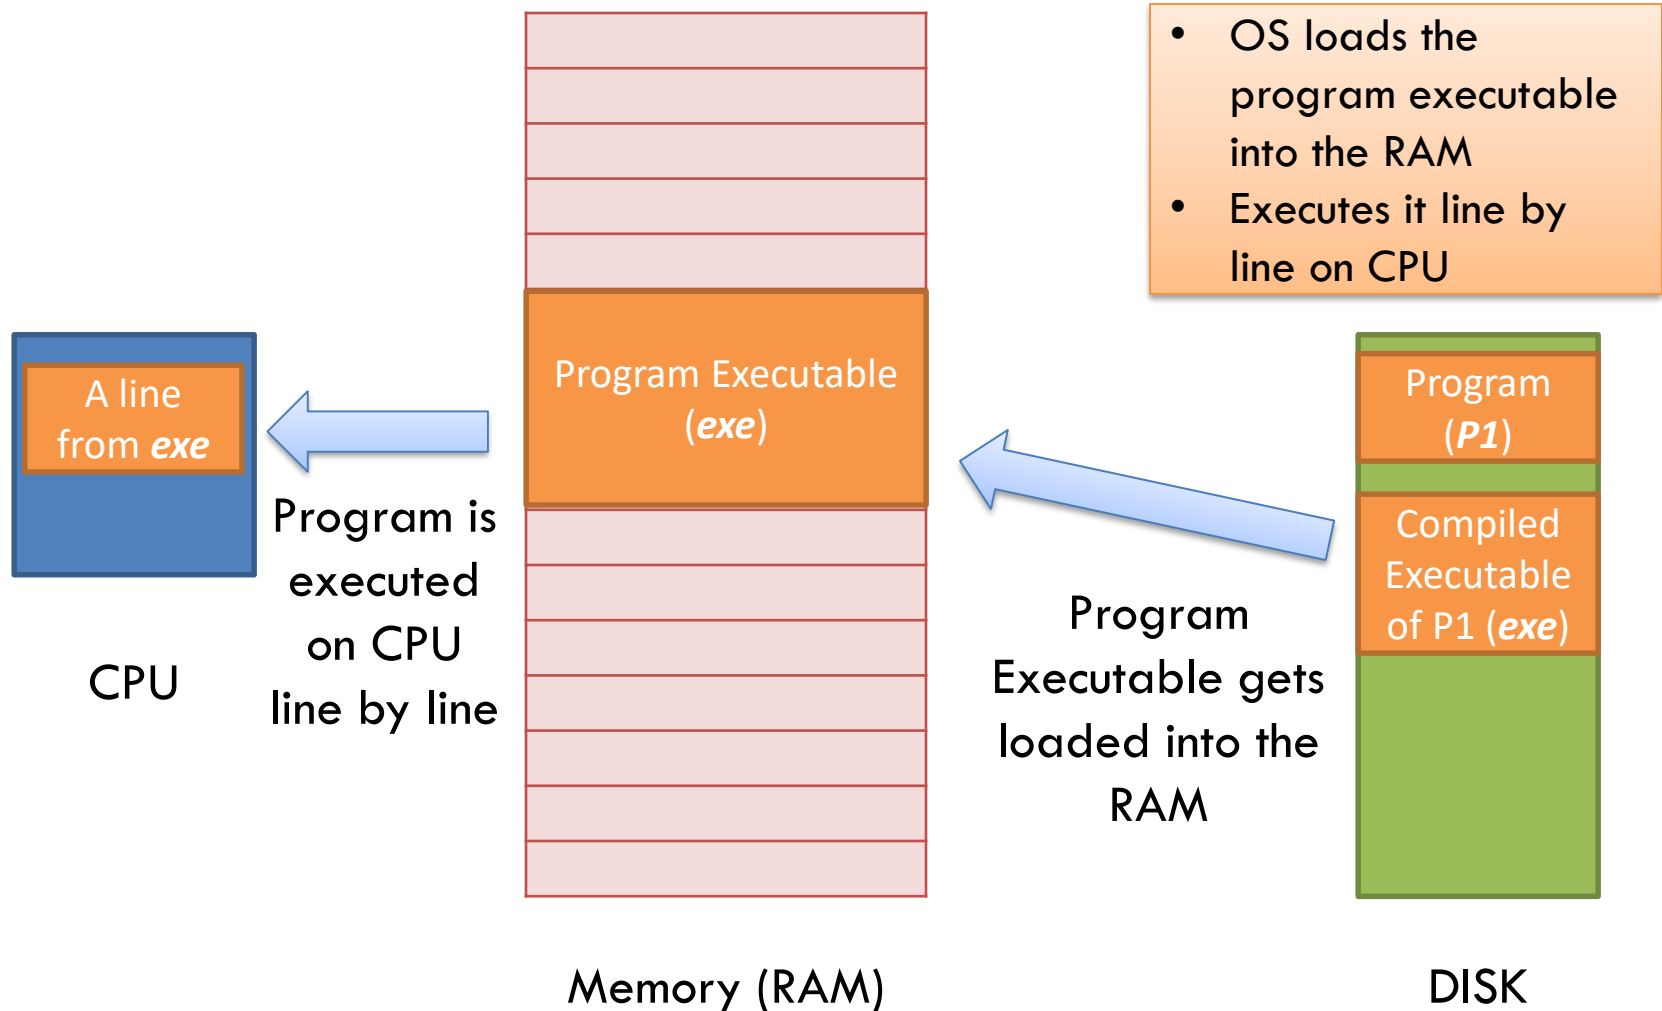 • OS loads the
program executable
into the RAM
• Executes it line by
line on CPU
A line
from exe
CPU
Program is
executed
on CPU
line by line
Program Executable
(exe)
Memory (RAM)
Program
Executable gets
loaded into the
RAM
Program
(P1)
Compiled
Executable
of P1 (exe)
DISK